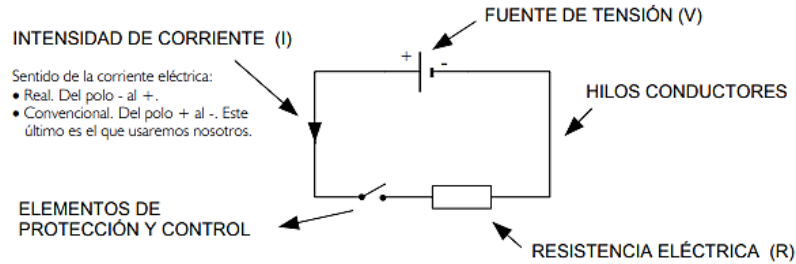 FUENTE DE TENSIÓN (V)
INTENSIDAD DE CORRIENTE (I)
+
-
Sentido de la corriente eléctrica:
• Real. Del polo - al +.
• Convencional. Del polo + al -. Este
último es el que usaremos nosotros.
HILOS CONDUCTORES
ELEMENTOS DE
PROTECCIÓN Y CONTROL
RESISTENCIA ELÉCTRICA (R)